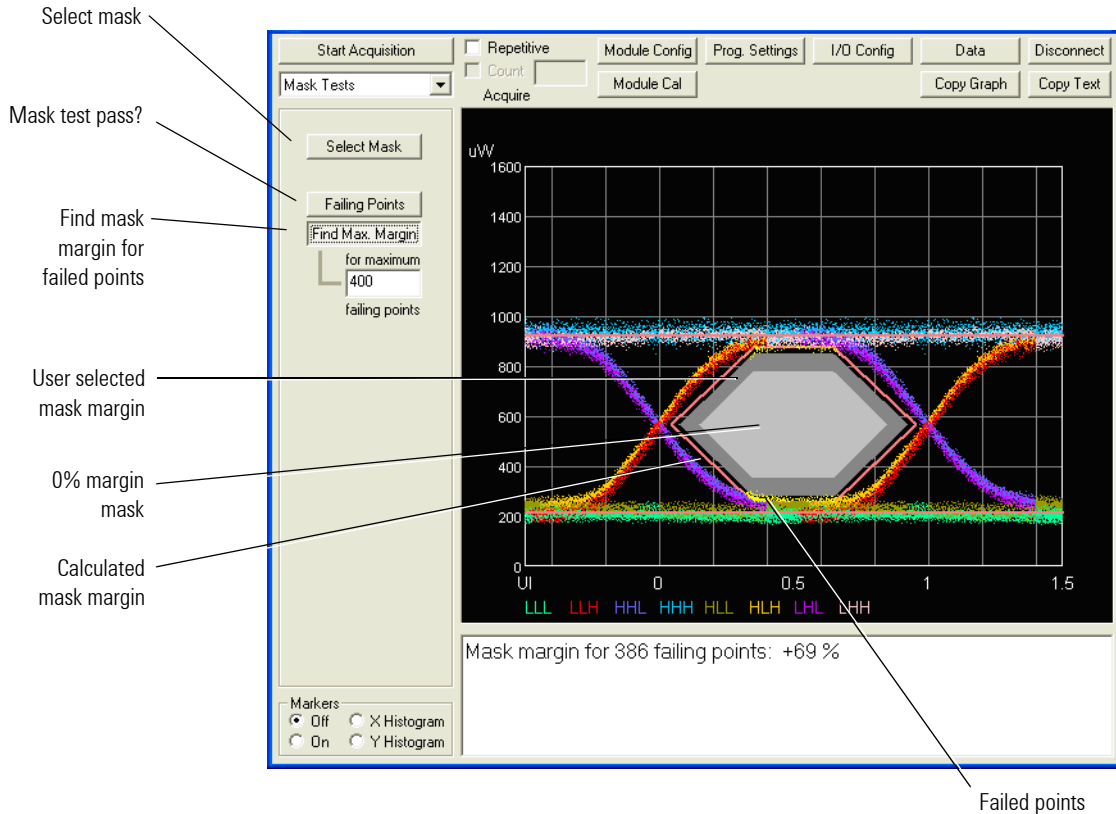 Select mask
Mask test pass?
Find mask
margin for
failed points
User selected
mask margin
0% margin
mask
Calculated
mask margin
Start Acquisition
Repetitive
Count
Acquire
Module Config
Prog. Settings
I/O Config
Data
Disconnect
Mask Tests
Module Cal
Copy Graph
Copy Text
Select Mask
Failing Points
Find Max. Margin
for maximum
400
failing points
uW
1600
1400
1200
1000
800
600
400
200
0
UI 0 0.5 1 1.5
LLL LLH HHL HHH HLL HLH LHL LHH
Mask margin for 386 failing points: +69 %
Markers
Off X Histogram
On Y Histogram
Failed points